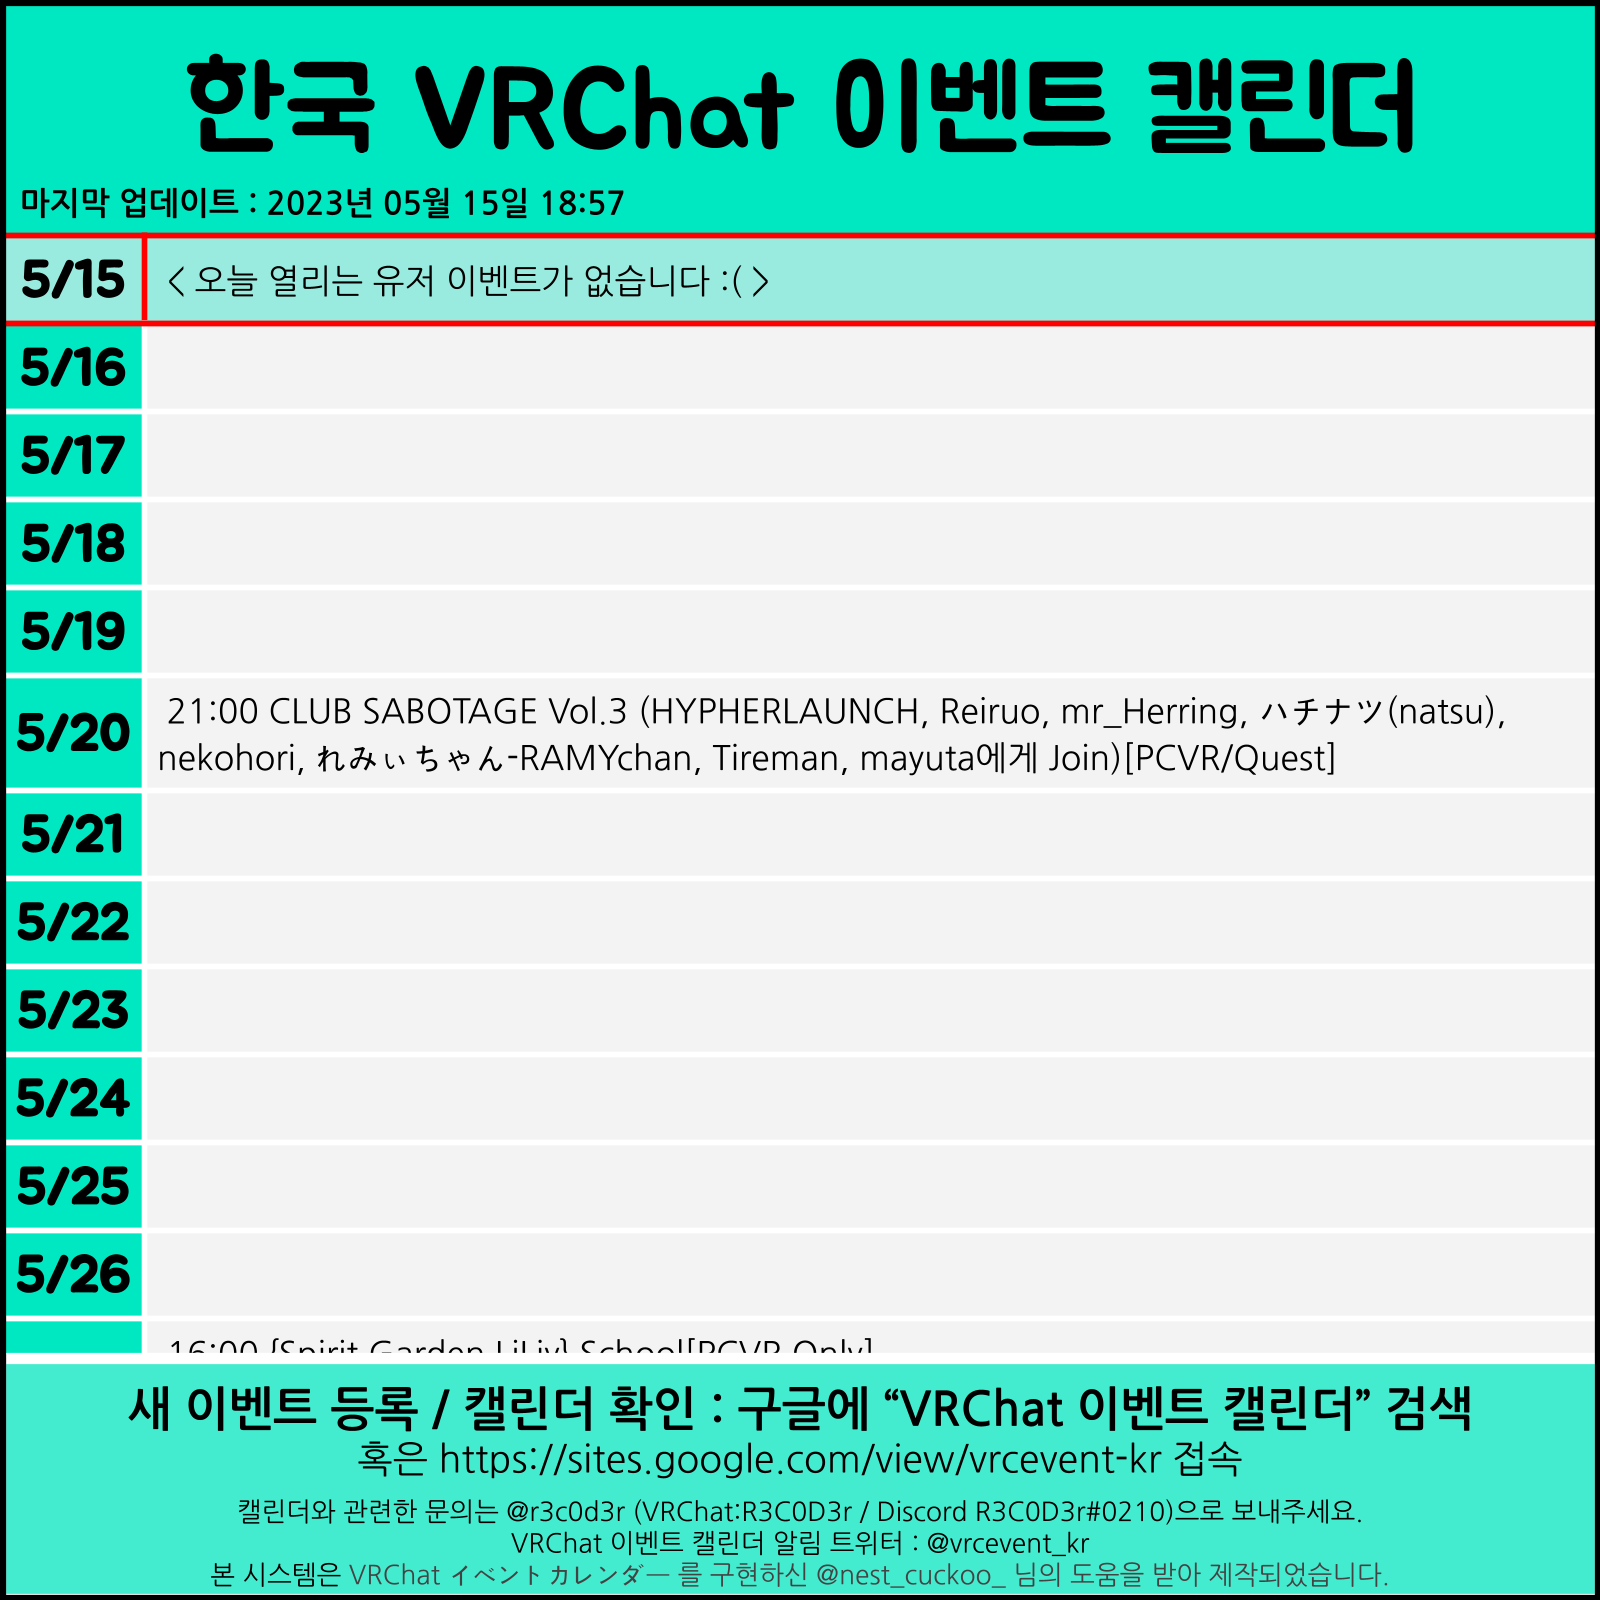 한국 VRChat 이벤트 캘린더
마지막 업데이트 : 2023년 05월 15일 18:57
5/15
< 오늘 열리는 유저 이벤트가 없습니다 :( >
5/16
5/17
5/18
5/19
5/20
21:00 CLUB SABOTAGE Vol.3 (HYPHERLAUNCH, Reiruo, mr_Herring, ハチナツ(natsu),
nekohori, れみぃちゃん-RAMYchan, Tireman, mayuta에게 Join)[PCVR/Quest]
5/21
5/22
5/23
5/24
5/25
5/26
16:00 {Spirit Garden LiLiv} School[PCVR Only]
새 이벤트 등록 / 캘린더 확인 : 구글에 “VRChat 이벤트 캘린더” 검색
혹은 https://sites.google.com/view/vrcevent-kr 접속
캘린더와 관련한 문의는 @r3c0d3r (VRChat:R3C0D3r / Discord R3C0D3r#0210)으로 보내주세요.
VRChat 이벤트 캘린더 알림 트위터 : @vrcevent_kr
본 시스템은 VRChat イベントカレンダー 를 구현하신 @nest_cuckoo_ 님의 도움을 받아 제작되었습니다.